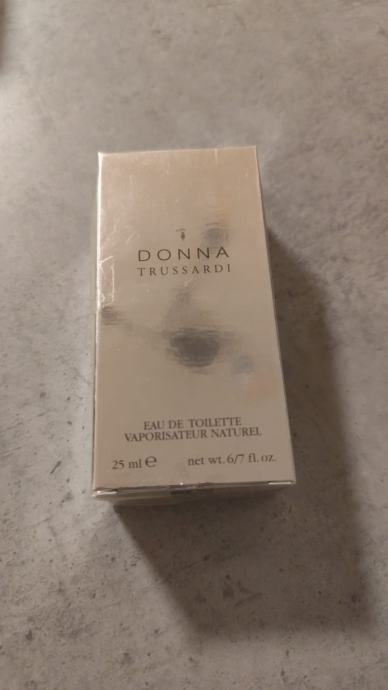 DONNA
TRUSSARDI
EAU DE TOILETTE
VAPORISATEUR NATUREL
25 ml ℮ net wt. 6/7 fl. oz.